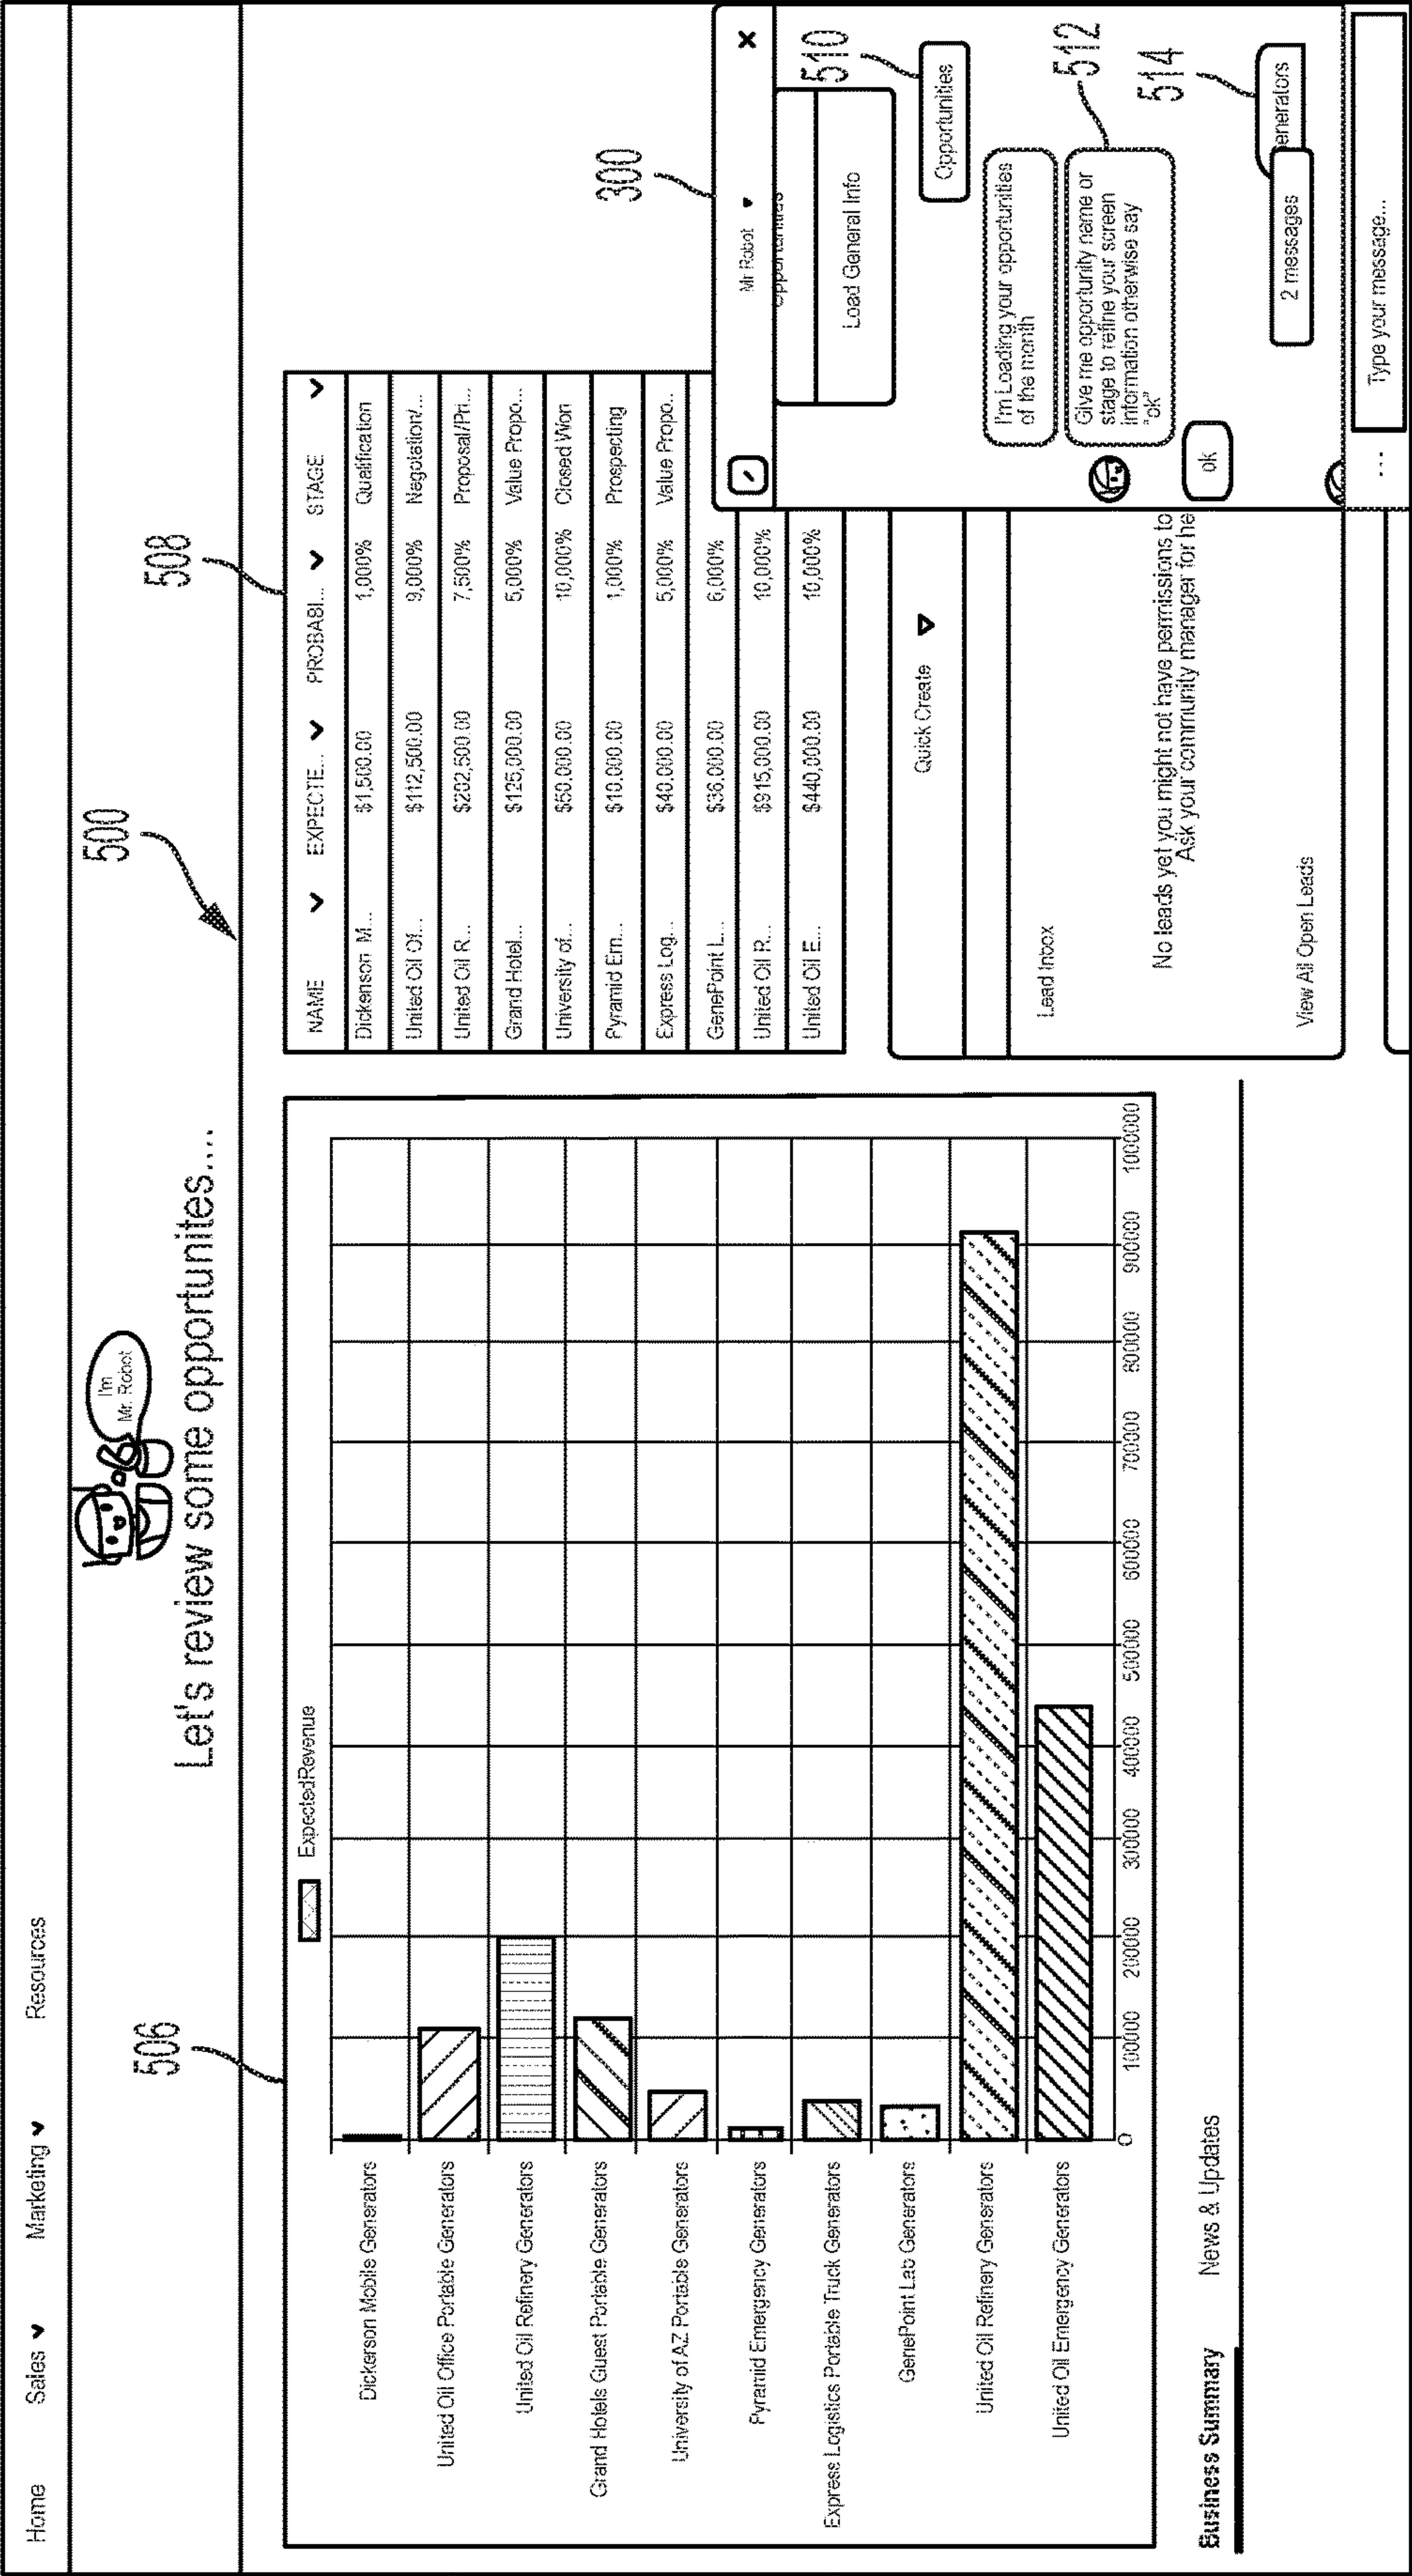 Home Sales Marketing Resources
I'm
Mr. Robot
Let's review some opportunites....
500
506
ExpectedRevenue
Dickerson Mobile Generators
United Oil Office Portable Generators
United Oil Refinery Generators
Grand Hotels Guest Portable Generators
University of AZ Portable Generators
Pyramid Emergency Generators
Express Logistics Portable Truck Generators
GenePoint Lab Generators
United Oil Refinery Generators
United Oil Emergency Generators
0 100000 200000 300000 400000 500000 600000 700000 800000 900000 1000000
Business Summary News & Updates
508
NAME EXPECTE... PROBABI... STAGE
Dickenson M... $1,500.00 1,000% Qualification
United Oil Of... $112,500.00 9,000% Negotiation/...
United Oil R... $202,500.00 7,500% Proposal/Pri...
Grand Hotel... $125,000.00 5,000% Value Propo...
University of... $50,000.00 10,000% Closed Won
Pyramid Em... $10,000.00 1,000% Prospecting
Express Log... $40,000.00 5,000% Value Propo..
GenePoint L... $36,000.00 6,000%
United Oil R... $915,000.00 10,000%
United Oil E... $440,000.00 10,000%
Quick Create
Lead Inbox
No leads yet you might not have permissions to
Ask your community manager for he
View All Open Leads
300
Mr Robot
Opportunities
Load General Info
510
Opportunities
I'm Loading your opportunities
of the month
512
Give me opportunity name or
stage to refine your screen
information otherwise say
"ok"
ok
514
enerators
2 messages
... Type your message...